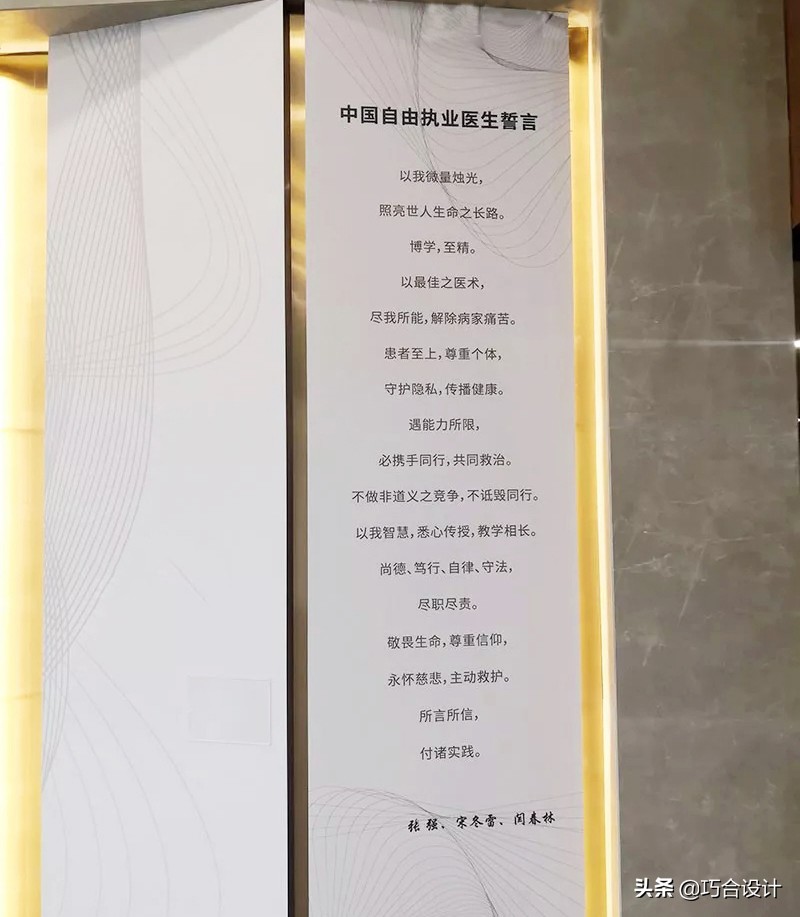 中国自由执业医生誓言
以我微量烛光，
照亮世人生命之长路。
博学，至精。
以最佳之医术，
尽我所能，解除病家痛苦。
患者至上，尊重个体，
守护隐私，传播健康。
遇能力所限，
必携手同行，共同救治。
不做非道义之竞争，不诋毁同行。
以我智慧，悉心传授，教学相长。
尚德、笃行、自律、守法，
尽职尽责。
敬畏生命，尊重信仰，
永怀慈悲，主动救护。
所言所信，
付诸实践。
张强、宋冬雷、闫春林
头条 @巧合设计